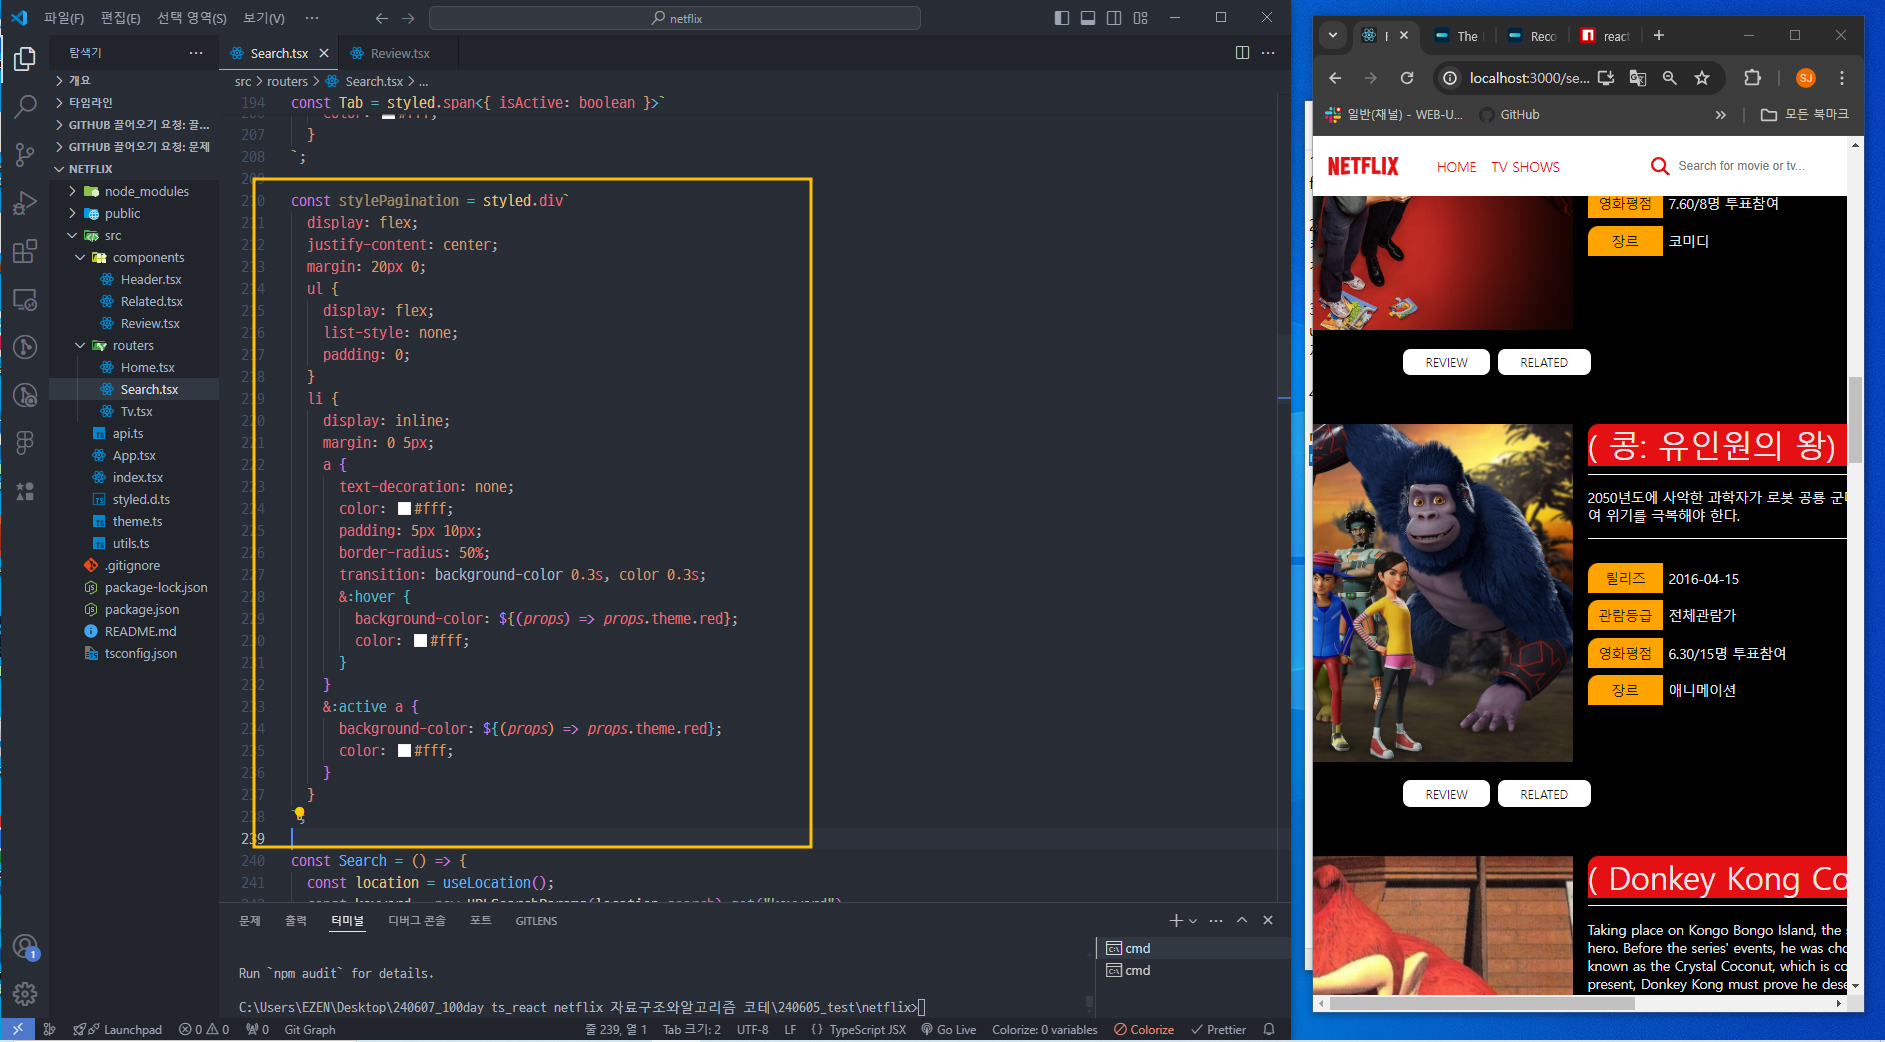 파일(F) 편집(E) 선택 영역(S) 보기(V) ... netflix
탐색기
개요
타임라인
GITHUB 끌어오기 요청: 끌...
GITHUB 끌어오기 요청: 문제
NETFLIX
node_modules
public
src
components
Header.tsx
Related.tsx
Review.tsx
routers
Home.tsx
Search.tsx
Tv.tsx
api.ts
App.tsx
index.tsx
styled.d.ts
theme.ts
utils.ts
.gitignore
package-lock.json
package.json
README.md
tsconfig.json
1
Search.tsx Review.tsx
src > routers > Search.tsx > ...
194 const Tab = styled.span<{ isActive: boolean }>`
color: #fff;
207 }
208 `;
209
210 const stylePagination = styled.div`
211 display: flex;
212 justify-content: center;
213 margin: 20px 0;
214 ul {
215 display: flex;
216 list-style: none;
217 padding: 0;
218 }
219 li {
220 display: inline;
221 margin: 0 5px;
222 a {
223 text-decoration: none;
224 color: #fff;
225 padding: 5px 10px;
226 border-radius: 50%;
227 transition: background-color 0.3s, color 0.3s;
228 &:hover {
229 background-color: ${(props) => props.theme.red};
230 color: #fff;
231 }
232 }
233 &:active a {
234 background-color: ${(props) => props.theme.red};
235 color: #fff;
236 }
237 }
238
239
240 const Search = () => {
241 const location = useLocation();
문제 출력 터미널 디버그 콘솔 포트 GITLENS
cmd
cmd
Run `npm audit` for details.
C:\Users\EZEN\Desktop\240607_100day ts_react netflix 자료구조와알고리즘 코테\240605_test\netflix>
Launchpad 0 0 0 Git Graph 줄 239, 열 1 Tab 크기: 2 UTF-8 LF {} TypeScript JSX Go Live Colorize: 0 variables Colorize Prettier
The Reco react
localhost:3000/se... SJ
일반(채널) - WEB-U... GitHub 모든 북마크
NETFLIX HOME TV SHOWS Search for movie or tv...
영화평점 7.60/8명 투표참여
장르 코미디
REVIEW RELATED
( 콩: 유인원의 왕)
2050년도에 사악한 과학자가 로봇 공룡 군대
여 위기를 극복해야 한다.
릴리즈 2016-04-15
관람등급 전체관람가
영화평점 6.30/15명 투표참여
장르 애니메이션
REVIEW RELATED
( Donkey Kong Co
Taking place on Kongo Bongo Island, the
hero. Before the series' events, he was cho
known as the Crystal Coconut, which is co
present, Donkey Kong must prove he dese